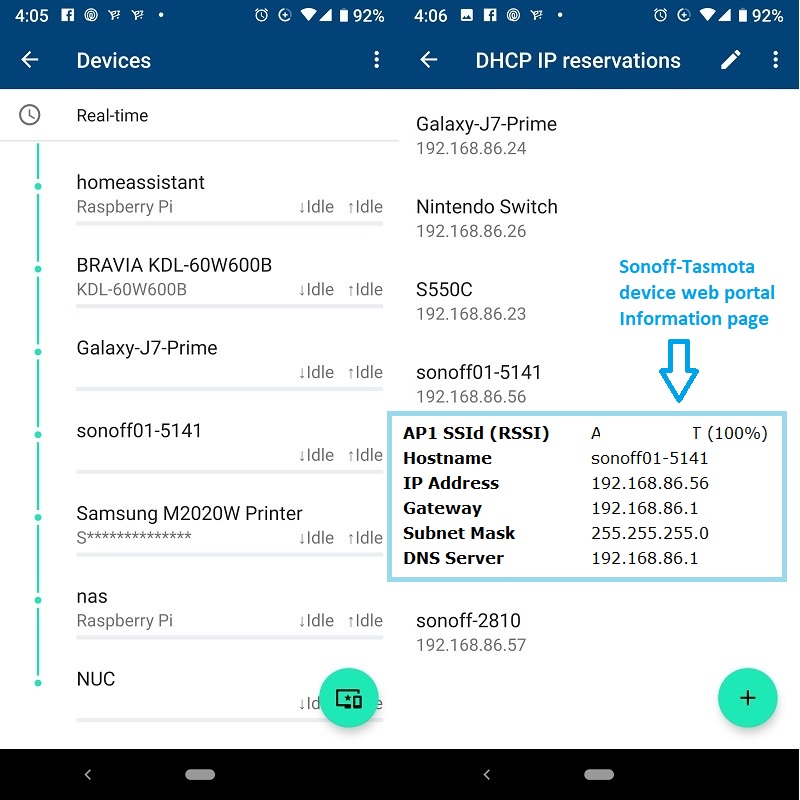 4:05
92%
Devices
Real-time
homeassistant
Raspberry Pi
↓Idle ↑Idle
BRAVIA KDL-60W600B
KDL-60W600B
↓Idle ↑Idle
Galaxy-J7-Prime
↓Idle ↑Idle
sonoff01-5141
↓Idle ↑Idle
Samsung M2020W Printer
S**************
↓Idle ↑Idle
nas
Raspberry Pi
↓Idle ↑Idle
NUC
4:06
92%
DHCP IP reservations
Galaxy-J7-Prime
192.168.86.24
Nintendo Switch
192.168.86.26
S550C
192.168.86.23
Sonoff-Tasmota
device web portal
Information page
sonoff01-5141
192.168.86.56
AP1 SSId (RSSI) A T (100%)
Hostname sonoff01-5141
IP Address 192.168.86.56
Gateway 192.168.86.1
Subnet Mask 255.255.255.0
DNS Server 192.168.86.1
sonoff-2810
192.168.86.57